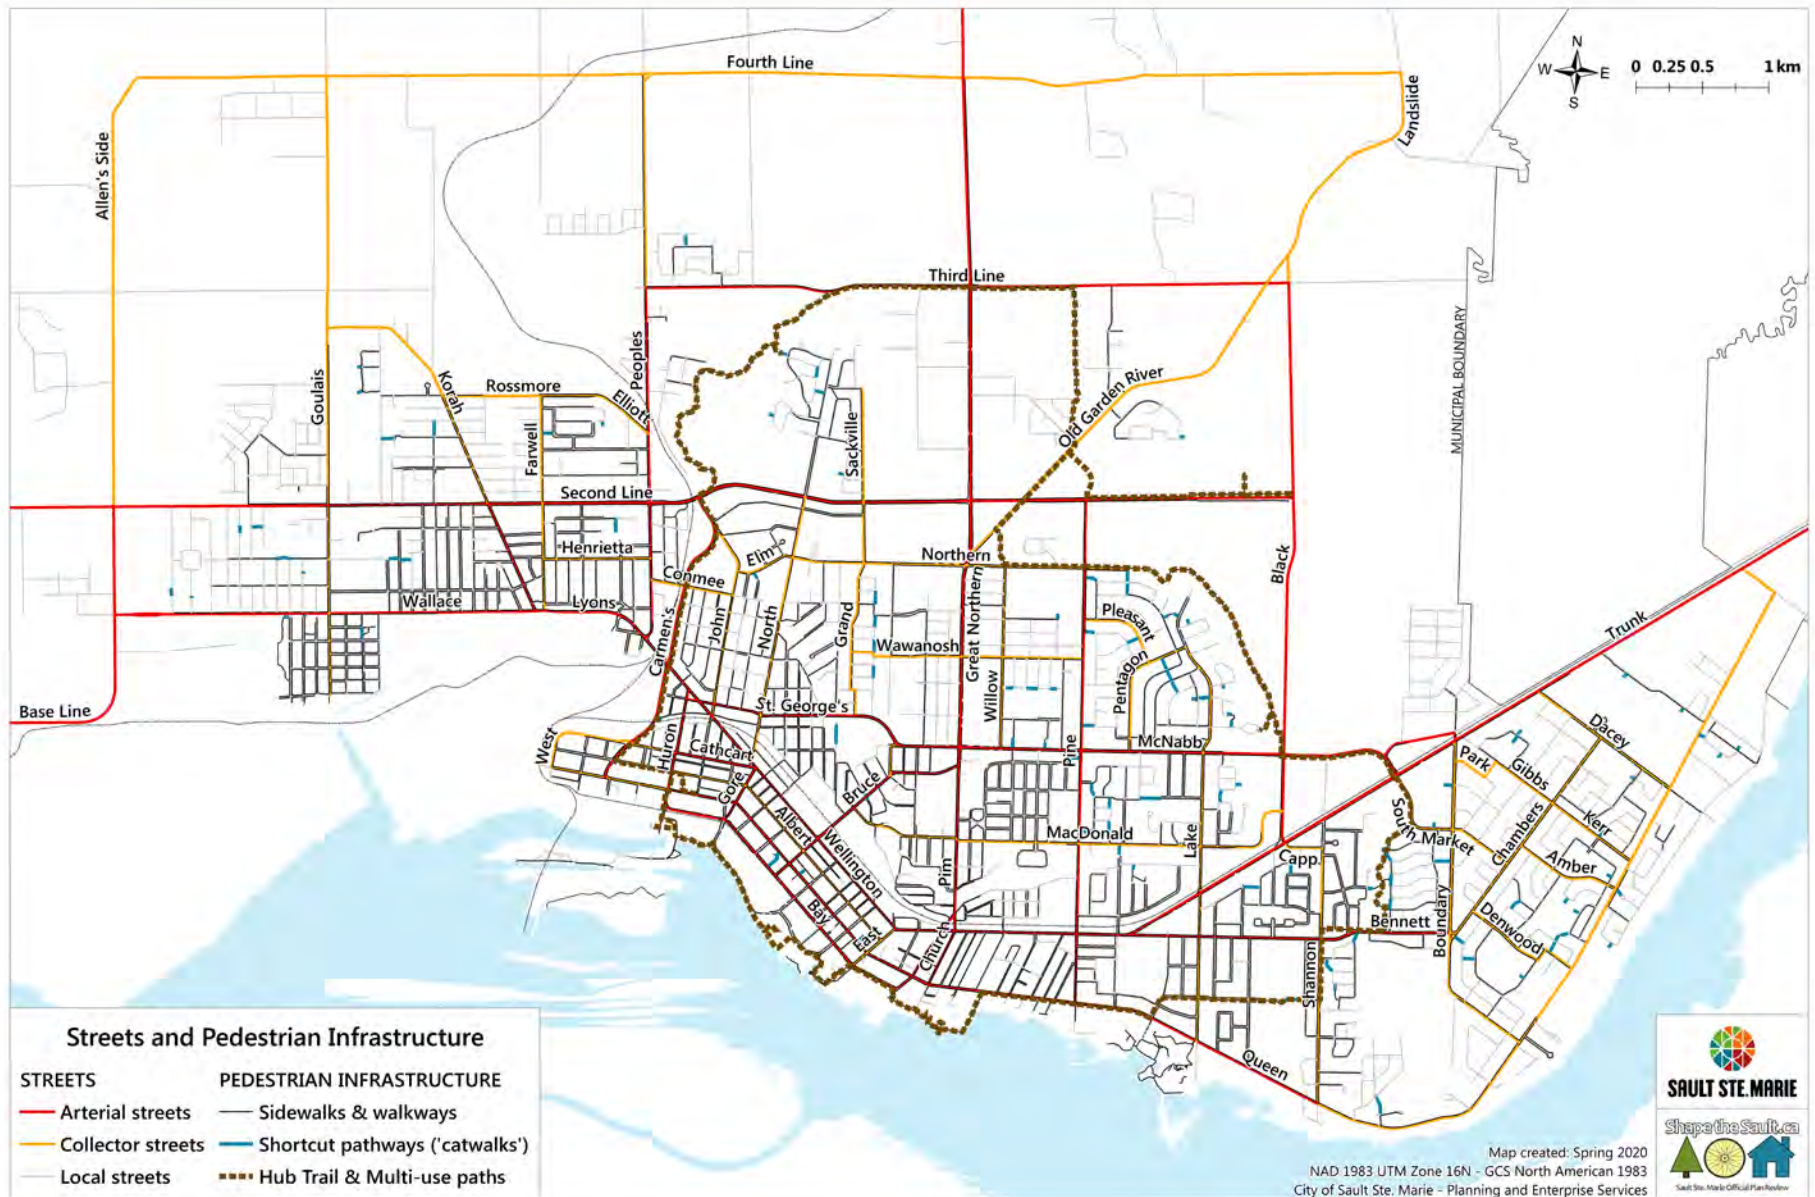 Fourth Line
N
W E
S
0 0.25 0.5 1 km
Allen's Side
Landslide
Third Line
MUNICIPAL BOUNDARY
Goulais
Korah
Rossmore
Elliott
Peoples
Farwell
Sackville
Old Garden River
Second Line
Henrietta
Elm
Northern
Conmee
Black
Wallace
Lyons
Carmen's
John
North
Grand
Wawanosh
Great Northern
Willow
Pleasant
Pentagon
Trunk
Base Line
St. George's
West
Huron
Cathcart
Gore
Bruce
Pine
McNabb
Dacey
Park
Gibbs
Kerr
Albert
Wellington
MacDonald
Lake
South Market
Chambers
Amber
Capp
Pim
Bay
East
Church
Bennett
Boundary
Denwood
Shannon
Queen
Streets and Pedestrian Infrastructure
STREETS
Arterial streets
Collector streets
Local streets
PEDESTRIAN INFRASTRUCTURE
Sidewalks & walkways
Shortcut pathways ('catwalks')
Hub Trail & Multi-use paths
SAULT STE.MARIE
ShapetheSault.ca
Sault Ste. Marie Official Plan Review
Map created: Spring 2020
NAD 1983 UTM Zone 16N - GCS North American 1983
City of Sault Ste. Marie - Planning and Enterprise Services